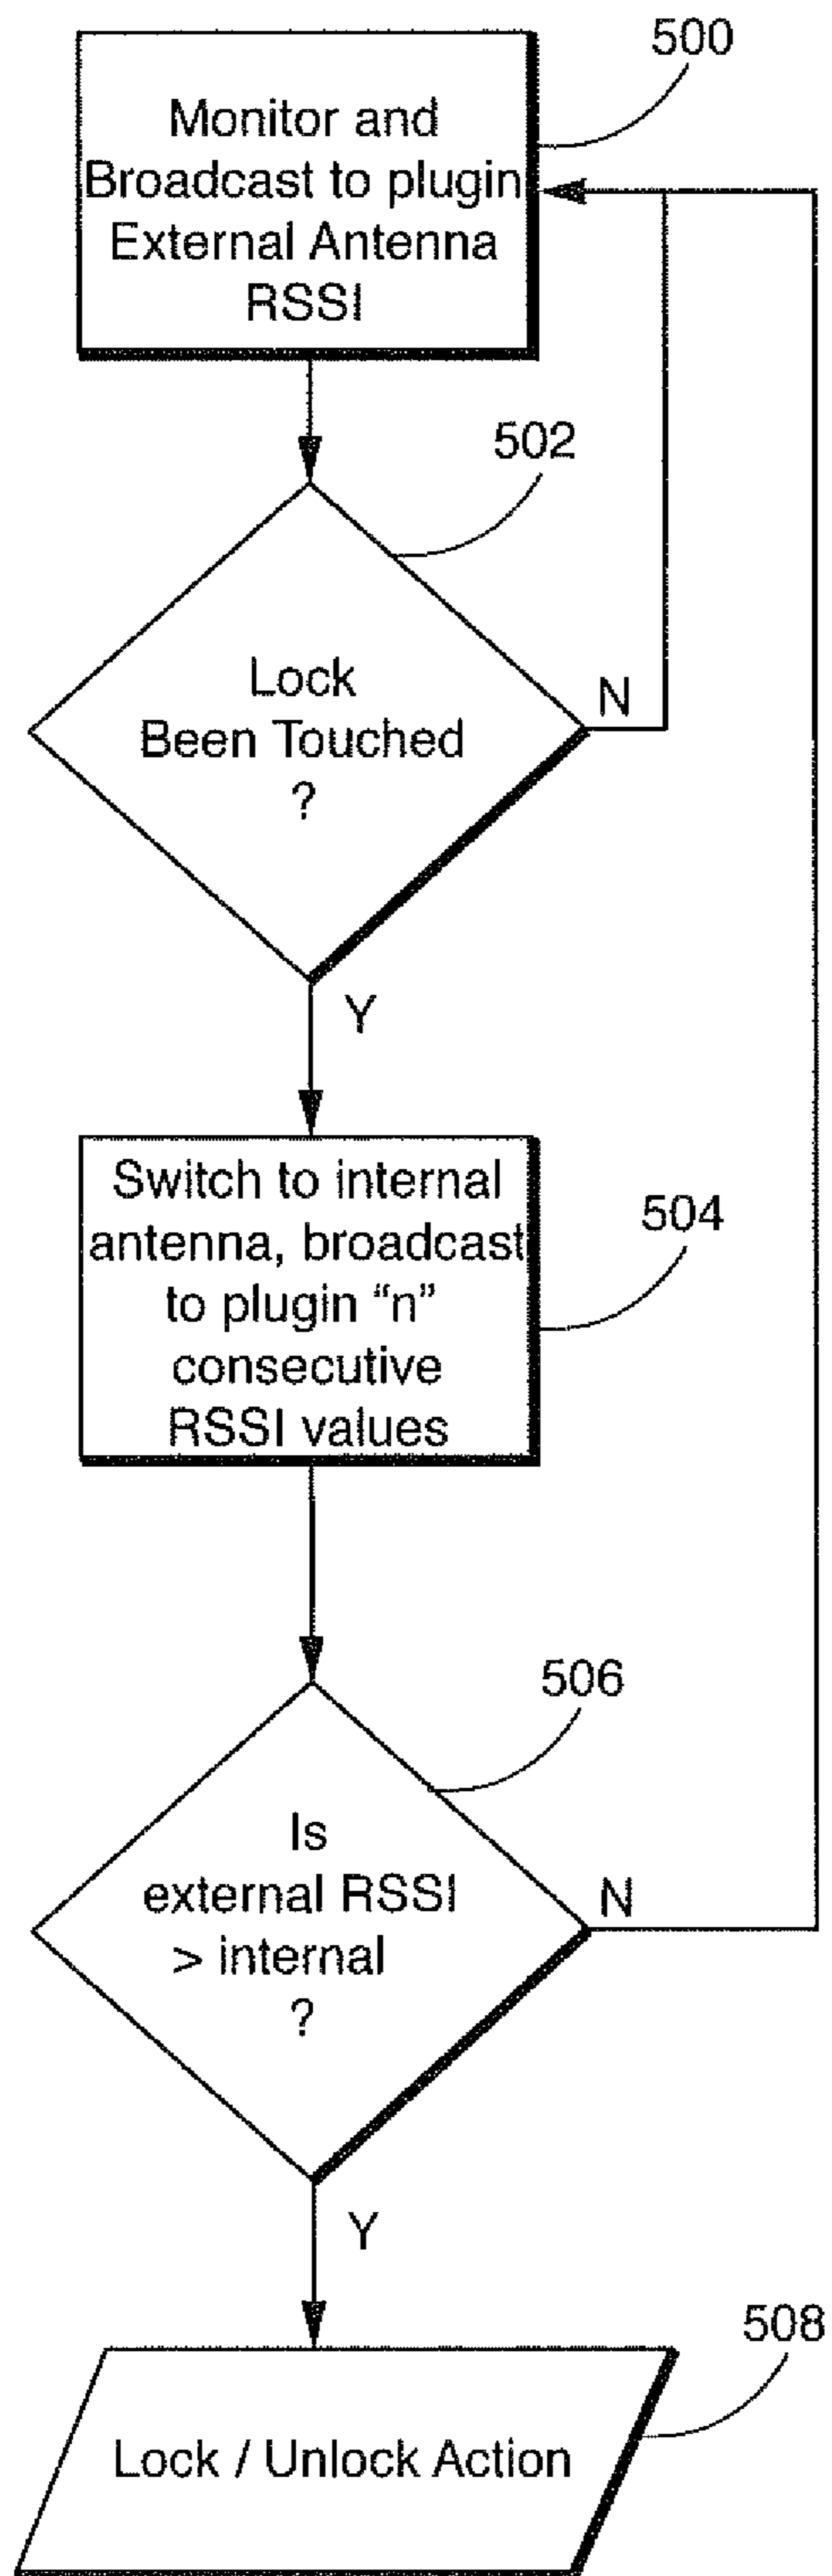 500
Monitor and
Broadcast to plugin
External Antenna
RSSI
502
Lock
Been Touched
?
N
Y
Switch to internal
antenna, broadcast
to plugin “n”
consecutive
RSSI values
504
506
Is
external RSSI
> internal
?
N
Y
508
Lock / Unlock Action